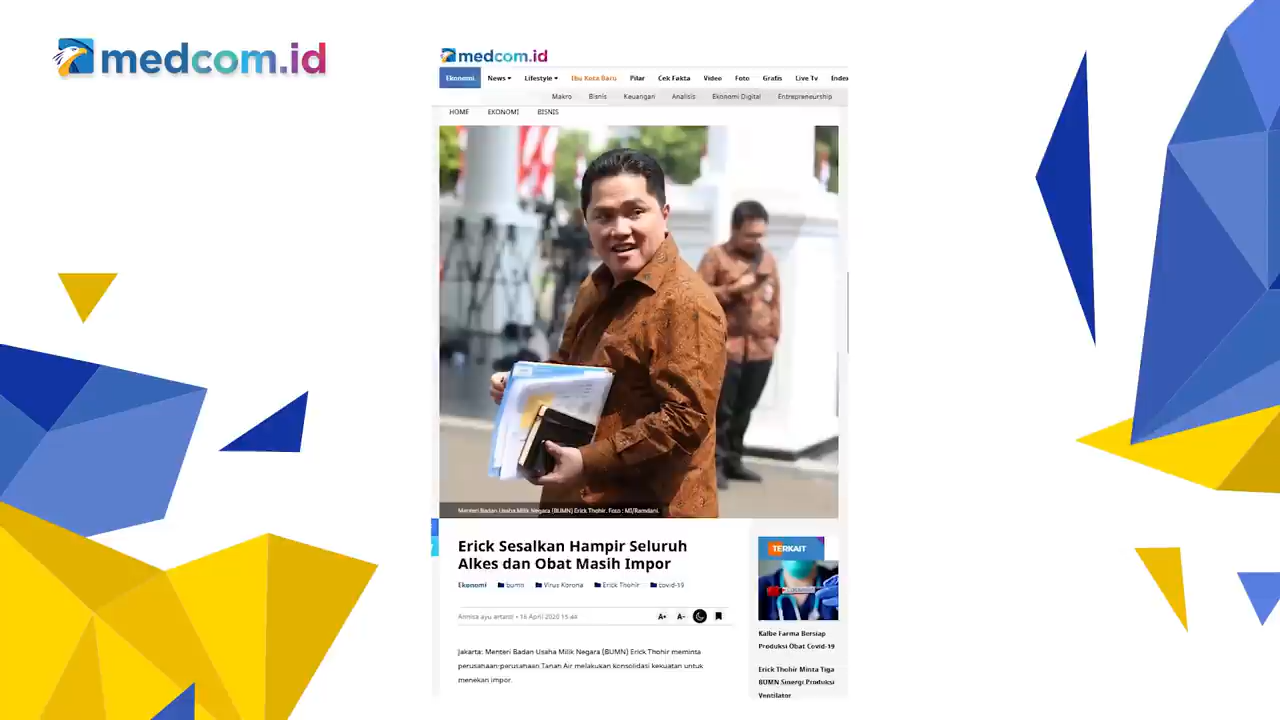 medcom.id
medcom.id
Ekonomi. News Lifestyle Ibu Kota Baru Pilar Cek Fakta Video Foto Grafis Live Tv Index
Makro Bisnis Keuangan Analisis Ekonomi Digital Entrepreneurship
HOME EKONOMI BISNIS
Menteri Badan Usaha Milik Negara (BUMN) Erick Thohir. Foto : MI/Ramdani.
Erick Sesalkan Hampir Seluruh
Alkes dan Obat Masih Impor
Ekonomi bumn Virus Korona Erick Thohir covid-19
Annisa ayu artanti • 16 April 2020 15:44
A+ A-
Jakarta: Menteri Badan Usaha Milik Negara (BUMN) Erick Thohir meminta
perusahaan-perusahaan Tanah Air melakukan konsolidasi kekuatan untuk
menekan impor.
TERKAIT
Kalbe Farma Bersiap
Produksi Obat Covid-19
Erick Thohir Minta Tiga
BUMN Sinergi Produksi
Ventilator